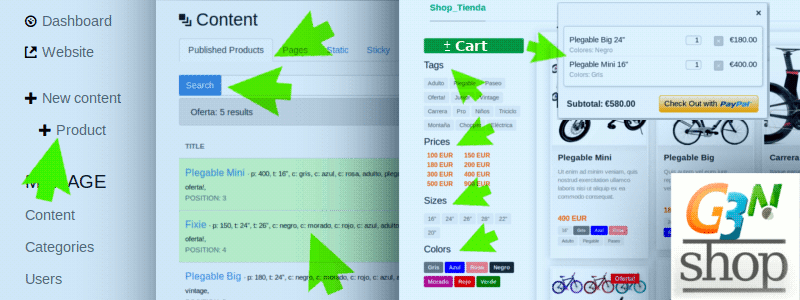 Dashboard
Website
New content
Product
MANAGE
Content
Categories
Users
Content
Published Products
Pages
Static
Sticky
Search
Oferta: 5 results
TITLE
Plegable Mini - p: 400, t: 16", c: gris, c: azul, c: rosa, adulto, plega
oferta!,
POSITION: 3
Fixie - p: 150, t: 24", t: 26", c: negro, c: morado, c: rojo, c: azul, adulto
oferta!,
POSITION: 4
Plegable Big - p: 180, t: 24", c: negro, c: morado, c: rojo, c: azul, adult
vintage,
Shop_Tienda
Cart
Tags
Adulto Plegable Paseo
Oferta! Junior Vintage
Carrera Pro Niños Triciclo
Montaña Chopper Eléctrica
Prices
100 EUR 150 EUR
180 EUR 200 EUR
300 EUR 400 EUR
500 EUR 900 EUR
Sizes
16" 24" 26" 28" 22"
20"
Colors
Gris Azul Rosa Negro
Morado Rojo Verde
×
Plegable Big 24" 1 × €180.00
Colores: Negro
Plegable Mini 16" 1 × €400.00
Colors: Gris
Subtotal: €580.00
Check Out with PayPal
Plegable Mini
Ut enim ad minim veniam, quis
nostrud exercitation ullamco
laboris nisi ut aliquip ex ea
commodo consequat.
400 EUR
16" Gris Azul Rosa
Adulto Plegable Paseo
Plegable Big
Carrera
Oferta!
G3N
shop